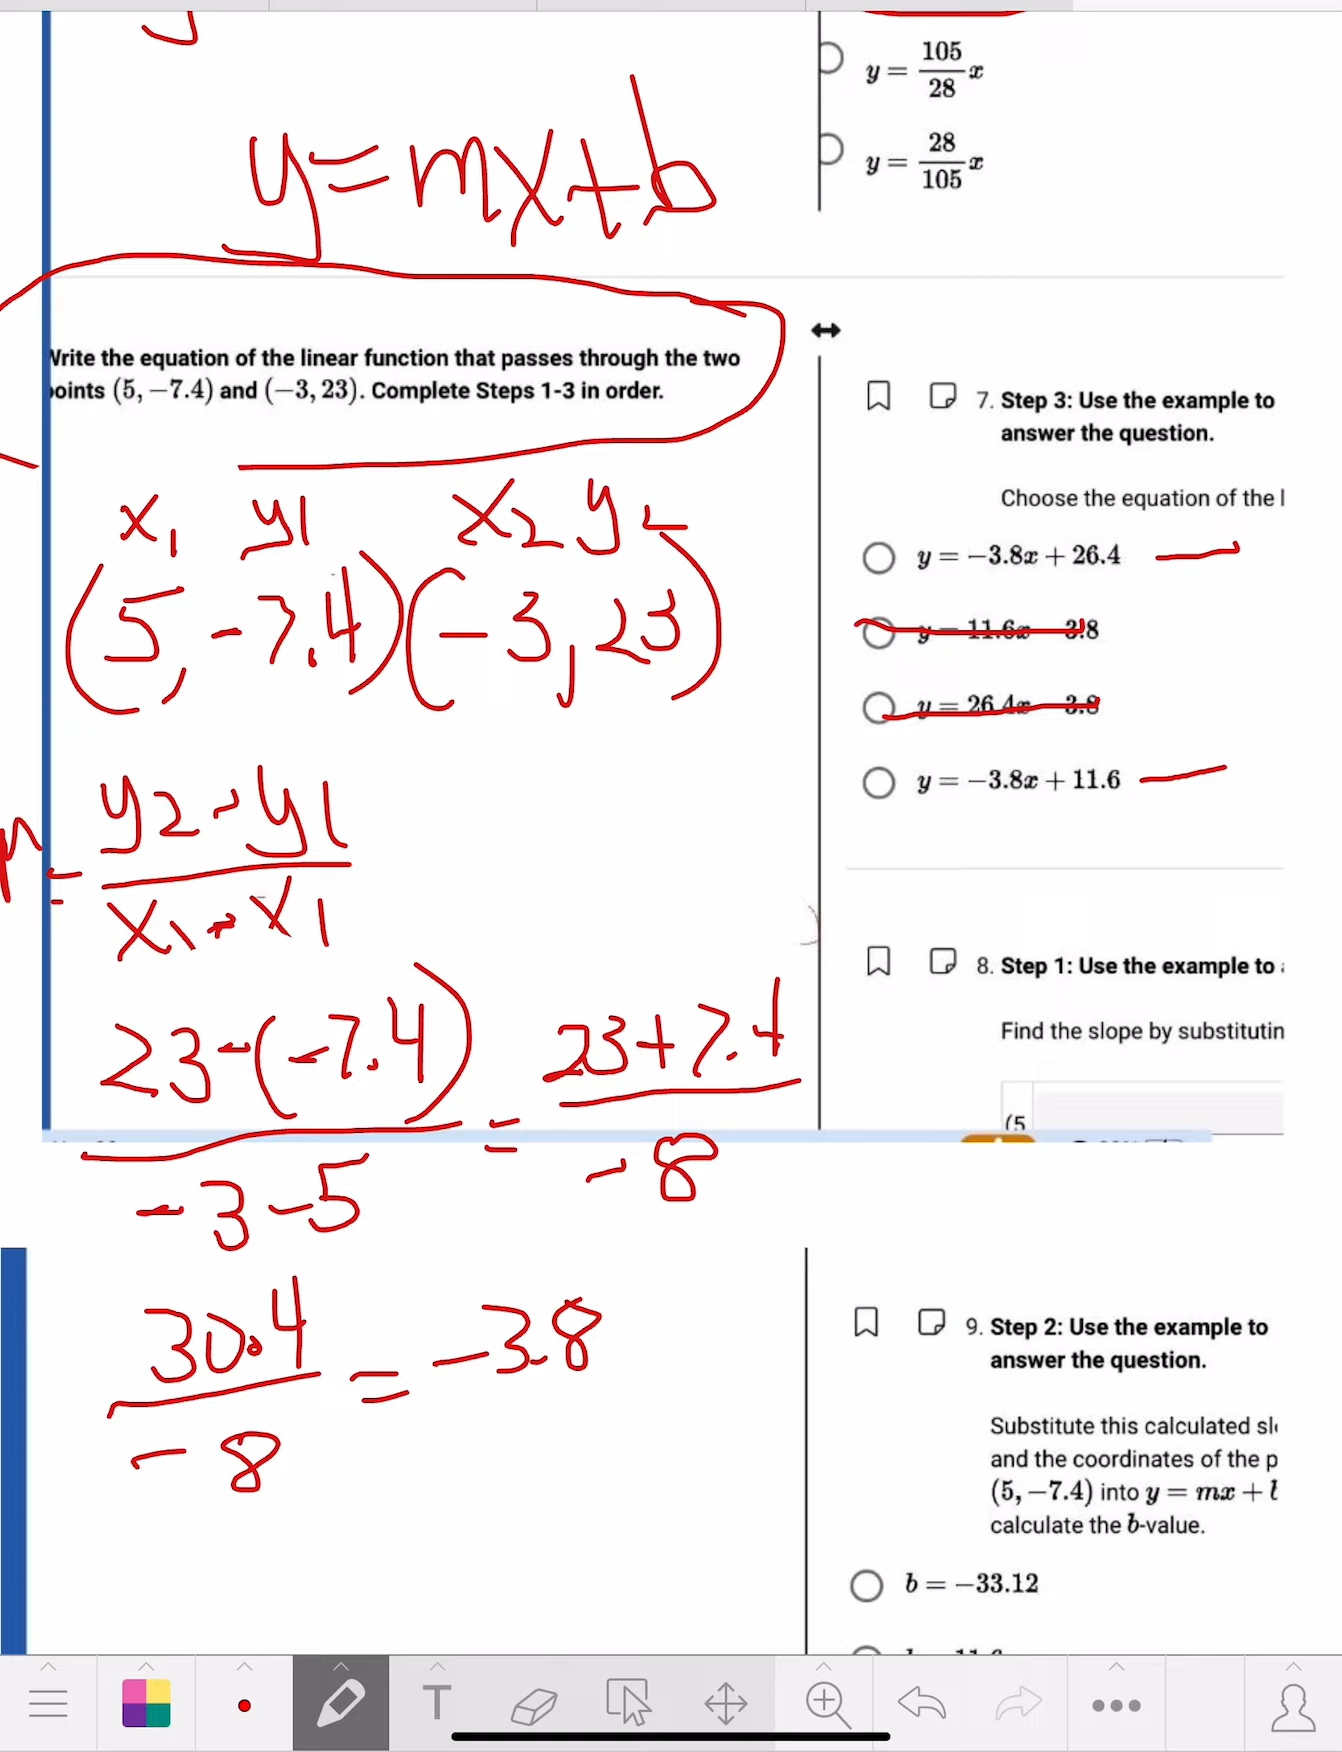 y = 105/28 x
y = 28/105 x
y=mx+b
Write the equation of the linear function that passes through the two
points (5, −7.4) and (−3, 23). Complete Steps 1-3 in order.
x1 y1 x2 y2
(5, -7.4)(-3, 23)
m = y2-y1 / x1-x1
23-(-7.4) / -3-5 = 23+7.4 / -8
30.4 / -8 = -3.8
7. Step 3: Use the example to
answer the question.
Choose the equation of the l
y = −3.8x + 26.4
y = 11.6x − 3.8
y = 26.4x − 3.8
y = −3.8x + 11.6
8. Step 1: Use the example to
Find the slope by substitutin
(5
9. Step 2: Use the example to
answer the question.
Substitute this calculated sl
and the coordinates of the p
(5, −7.4) into y = mx +
calculate the b-value.
b = −33.12
T